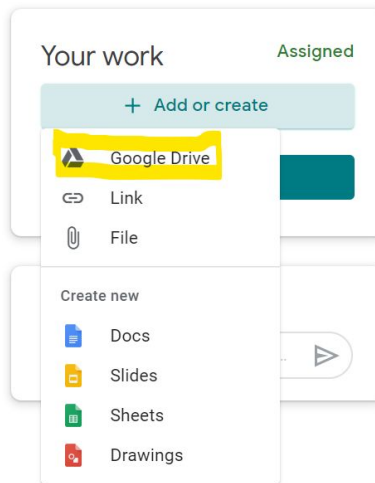 Your work
Assigned
+ Add or create
Google Drive
Link
File
Create new
Docs
Slides
Sheets
Drawings